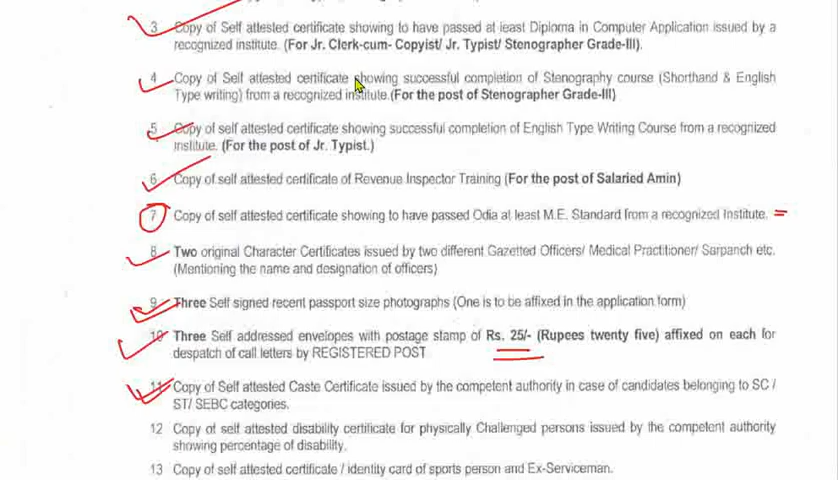 3 Copy of Self attested certificate showing to have passed at least Diploma in Computer Application issued by a
recognized institute. (For Jr. Clerk-cum- Copyist/ Jr. Typist/ Stenographer Grade-III).
4 Copy of Self attested certificate showing successful completion of Stenography course (Shorthand & English
Type writing) from a recognized institute.(For the post of Stenographer Grade-III)
5 Copy of self attested certificate showing successful completion of English Type Writing Course from a recognized
institute. (For the post of Jr. Typist.)
6 Copy of self attested certificate of Revenue Inspector Training (For the post of Salaried Amin)
7 Copy of self attested certificate showing to have passed Odia at least M.E. Standard from a recognized Institute.
8 Two original Character Certificates issued by two different Gazetted Officers/ Medical Practitioner/ Sarpanch etc.
(Mentioning the name and designation of officers)
9 Three Self signed recent passport size photographs (One is to be affixed in the application form)
10 Three Self addressed envelopes with postage stamp of Rs. 25/- (Rupees twenty five) affixed on each for
despatch of call letters by REGISTERED POST
11 Copy of Self attested Caste Certificate issued by the competent authority in case of candidates belonging to SC /
ST/ SEBC categories.
12 Copy of self attested disability certificate for physically Challenged persons issued by the competent authority
showing percentage of disability.
13 Copy of self attested certificate / identity card of sports person and Ex-Serviceman.